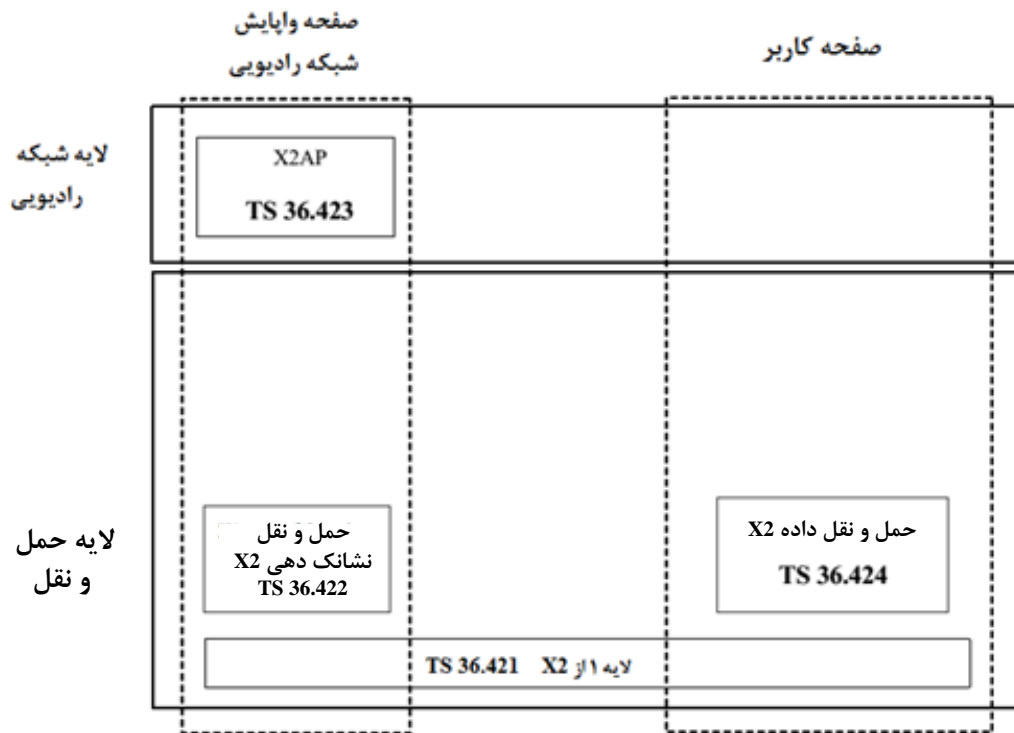 صفحه واپایش
شبکه رادیویی
صفحه کاربر
لایه شبکه
رادیویی
X2AP
TS 36.423
لایه حمل
و نقل
حمل و نقل
نشانک دهی X2
TS 36.422
حمل و نقل داده X2
TS 36.424
لایه ۱ از X2 TS 36.421